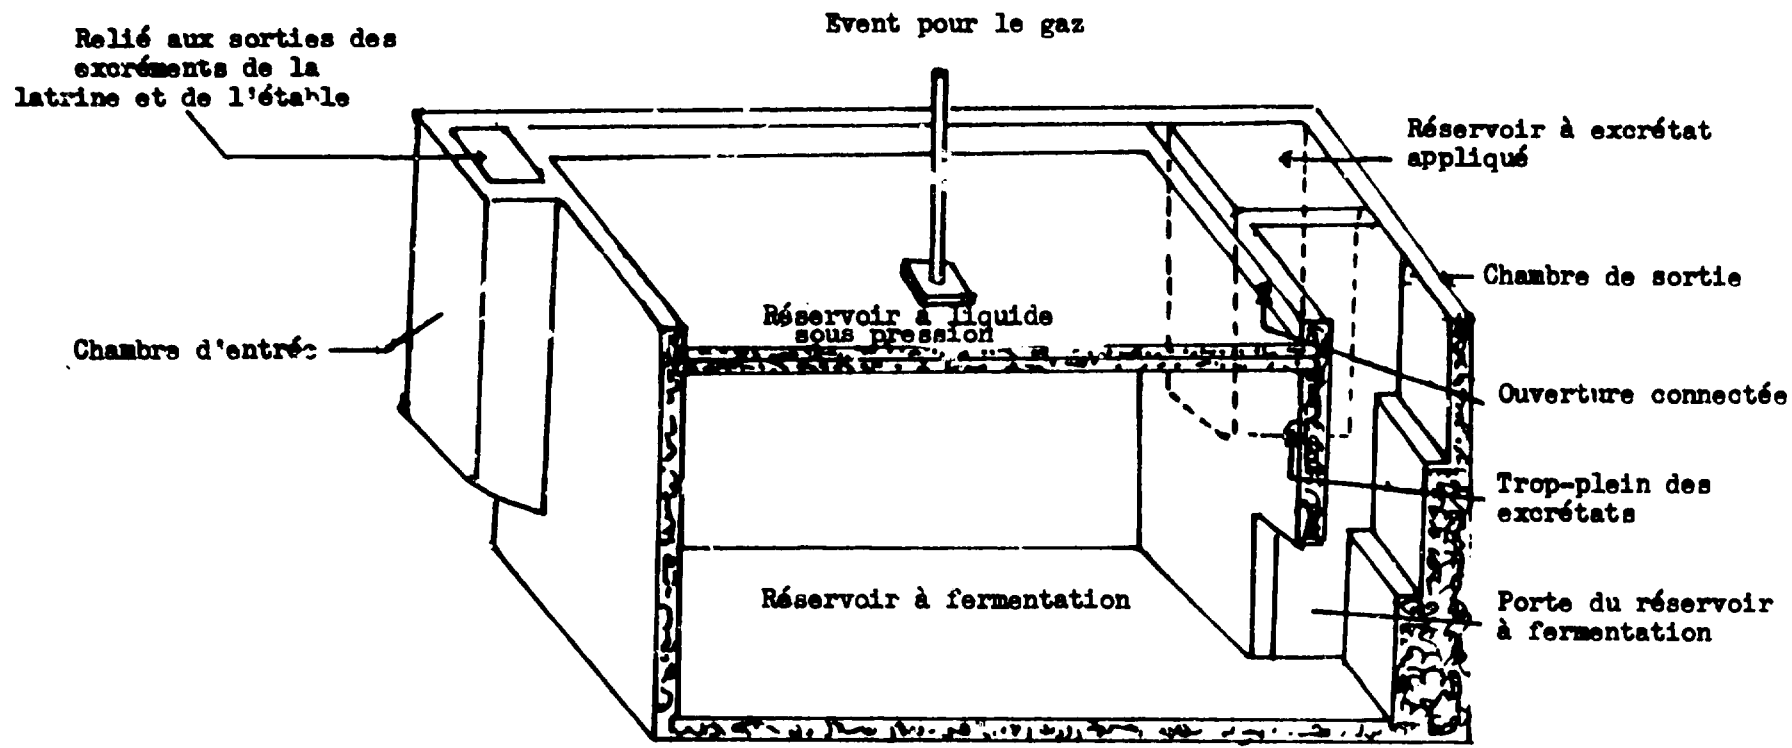 Event pour le gaz
Relié aux sorties des
excréments de la
latrine et de l'étable
Réservoir à excrétat
appliqué
Chambre de sortie
Réservoir à liquide
sous pression
Chambre d'entrée
Ouverture connectée
Trop-plein des
excrétats
Réservoir à fermentation
Porte du réservoir
à fermentation